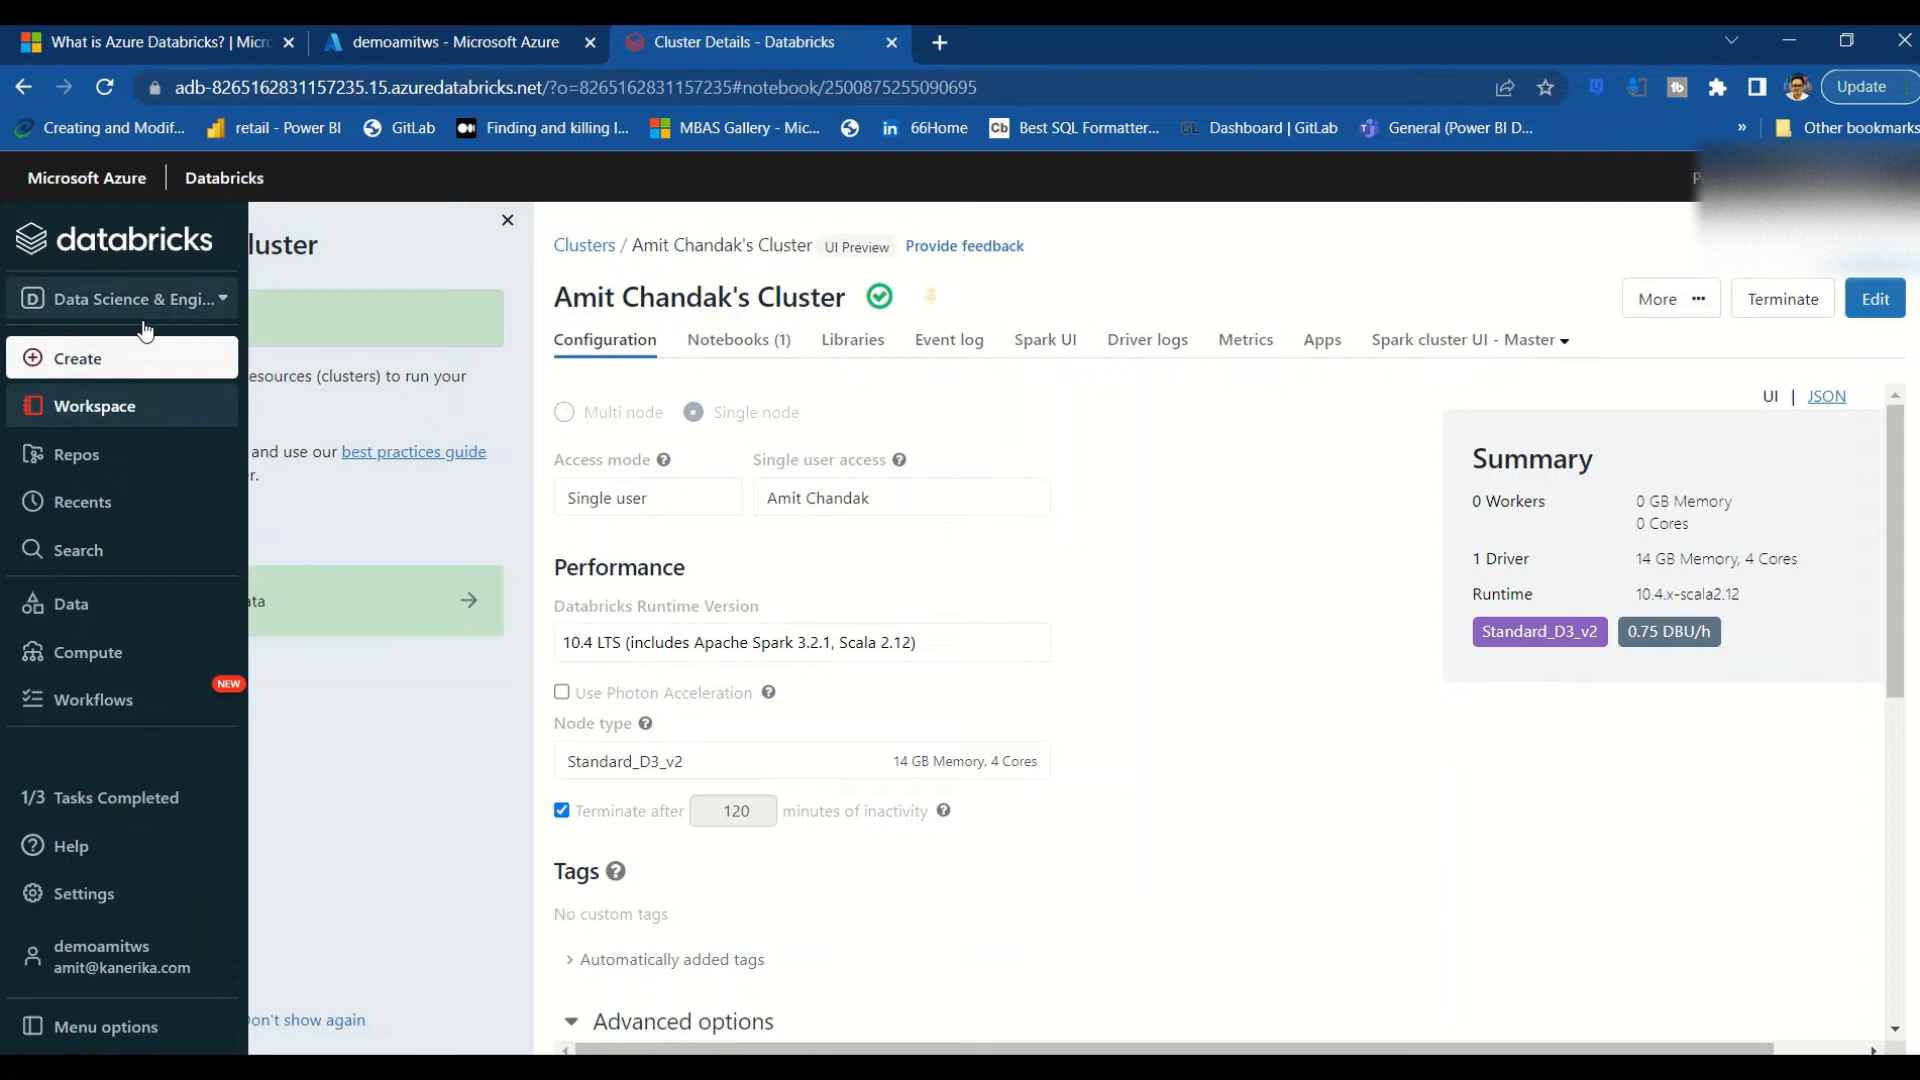 What is Azure Databricks? | Micr
demoamitws - Microsoft Azure
Cluster Details - Databricks
adb-8265162831157235.15.azuredatabricks.net/?o=8265162831157235#notebook/2500875255090695
Update
Creating and Modif...
retail - Power BI
GitLab
Finding and killing I...
MBAS Gallery - Mic...
in 66Home
Cb Best SQL Formatter...
GL Dashboard | GitLab
General (Power BI D...
»
Other bookmarks
Microsoft Azure | Databricks
databricks
D Data Science & Engi...
Create
Workspace
Repos
Recents
Search
Data
Compute
NEW
Workflows
1/3 Tasks Completed
Help
Settings
demoamitws
amit@kanerika.com
Menu options
luster
esources (clusters) to run your
and use our best practices guide
r.
ata
on't show again
Clusters / Amit Chandak's Cluster UI Preview Provide feedback
Amit Chandak's Cluster
More ···
Terminate
Edit
Configuration
Notebooks (1)
Libraries
Event log
Spark UI
Driver logs
Metrics
Apps
Spark cluster UI - Master
UI | JSON
Multi node
Single node
Access mode
Single user access
Single user
Amit Chandak
Performance
Databricks Runtime Version
10.4 LTS (includes Apache Spark 3.2.1, Scala 2.12)
Use Photon Acceleration
Node type
Standard_D3_v2 14 GB Memory, 4 Cores
Terminate after 120 minutes of inactivity
Tags
No custom tags
Automatically added tags
Advanced options
Summary
0 Workers 0 GB Memory
0 Cores
1 Driver 14 GB Memory, 4 Cores
Runtime 10.4.x-scala2.12
Standard_D3_v2 0.75 DBU/h